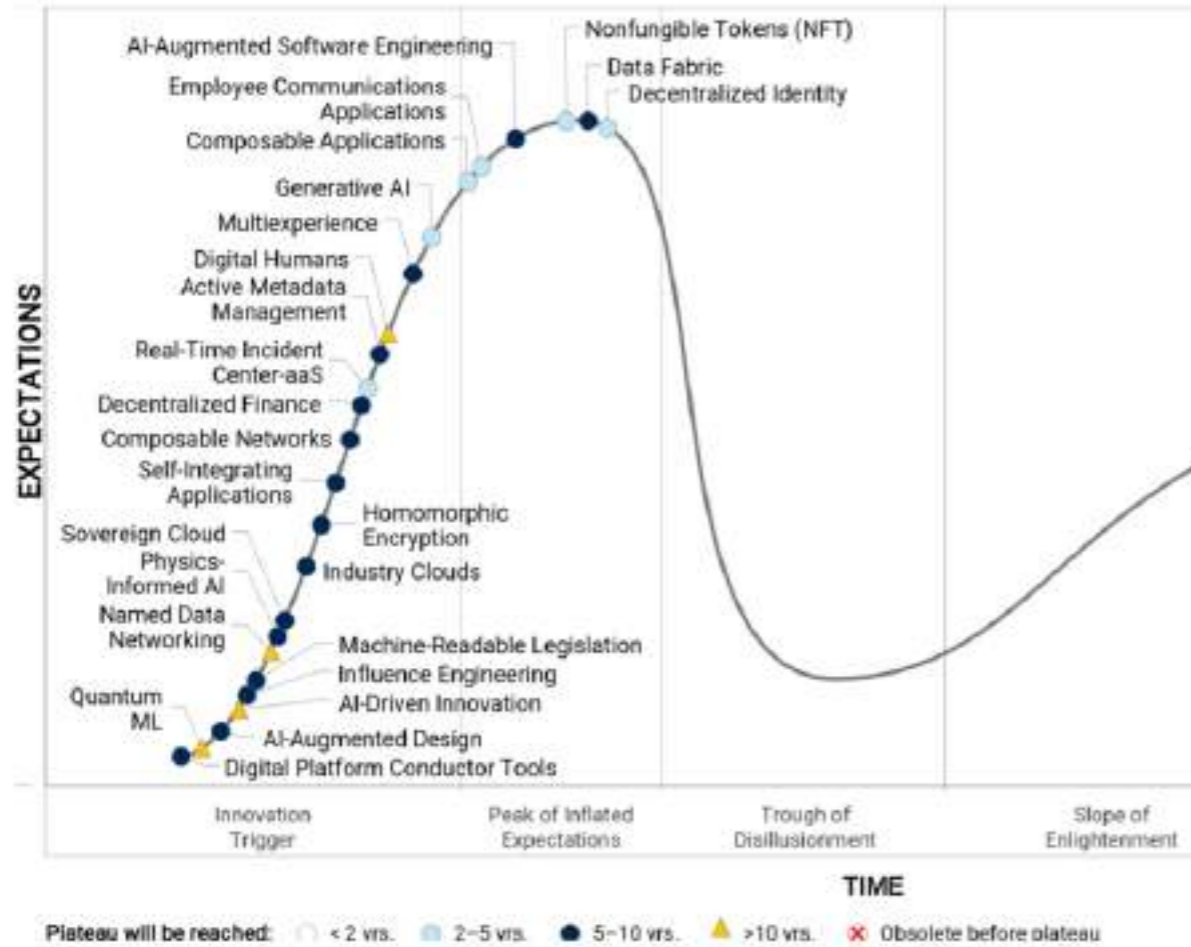 Nonfungible Tokens (NFT)
AI-Augmented Software Engineering
Data Fabric
Employee Communications
Applications
Decentralized Identity
Composable Applications
Generative AI
Multiexperience
Digital Humans
Active Metadata
Management
Real-Time Incident
Center-aaS
Decentralized Finance
Composable Networks
Self-Integrating
Applications
Homomorphic
Encryption
Sovereign Cloud
Physics-
Informed AI
Industry Clouds
Named Data
Networking
Machine-Readable Legislation
Influence Engineering
Quantum
ML
AI-Driven Innovation
AI-Augmented Design
Digital Platform Conductor Tools
EXPECTATIONS
Innovation
Trigger
Peak of Inflated
Expectations
Trough of
Disillusionment
Slope of
Enlightenment
TIME
Plateau will be reached: < 2 yrs. 2–5 yrs. 5–10 yrs. >10 yrs. Obsolete before plateau